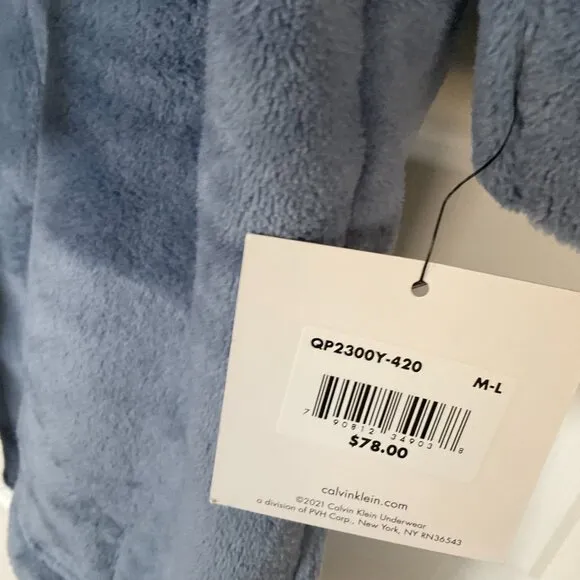 QP2300Y-420
M-L
7 90812 34903 8
$78.00
calvinklein.com
©2021 Calvin Klein Underwear
a division of PVH Corp., New York, NY RN36543